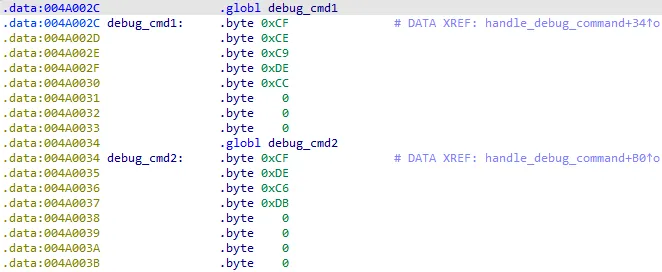 .data:004A002C .globl debug_cmd1
.data:004A002C debug_cmd1: .byte 0xCF # DATA XREF: handle_debug_command+34↑o
.data:004A002D .byte 0xCE
.data:004A002E .byte 0xC9
.data:004A002F .byte 0xDE
.data:004A0030 .byte 0xCC
.data:004A0031 .byte 0
.data:004A0032 .byte 0
.data:004A0033 .byte 0
.data:004A0034 .globl debug_cmd2
.data:004A0034 debug_cmd2: .byte 0xCF # DATA XREF: handle_debug_command+B0↑o
.data:004A0035 .byte 0xDE
.data:004A0036 .byte 0xC6
.data:004A0037 .byte 0xDB
.data:004A0038 .byte 0
.data:004A0039 .byte 0
.data:004A003A .byte 0
.data:004A003B .byte 0